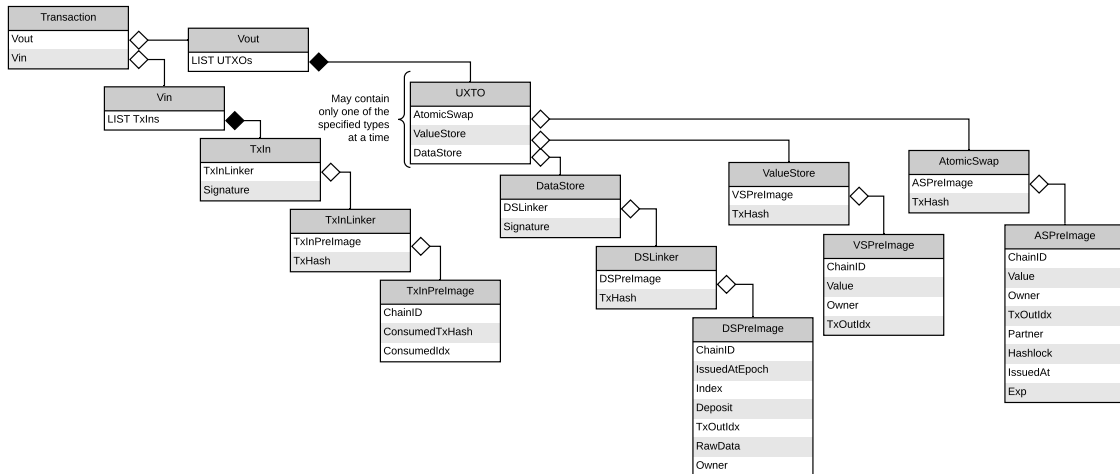 Transaction
Vout
Vin
Vout
LIST UTXOs
Vin
LIST TxIns
May contain
only one of the
specified types
at a time
UXTO
AtomicSwap
ValueStore
DataStore
TxIn
TxInLinker
Signature
TxInLinker
TxInPreImage
TxHash
TxInPreImage
ChainID
ConsumedTxHash
ConsumedIdx
DataStore
DSLinker
Signature
DSLinker
DSPreImage
TxHash
DSPreImage
ChainID
IssuedAtEpoch
Index
Deposit
TxOutIdx
RawData
Owner
ValueStore
VSPreImage
TxHash
VSPreImage
ChainID
Value
Owner
TxOutIdx
AtomicSwap
ASPreImage
TxHash
ASPreImage
ChainID
Value
Owner
TxOutIdx
Partner
Hashlock
IssuedAt
Exp